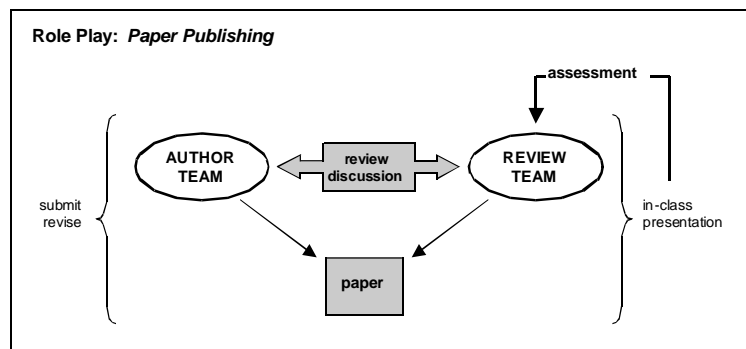 Role Play: Paper Publishing
assessment
AUTHOR
TEAM
review
discussion
REVIEW
TEAM
submit
revise
in-class
presentation
paper